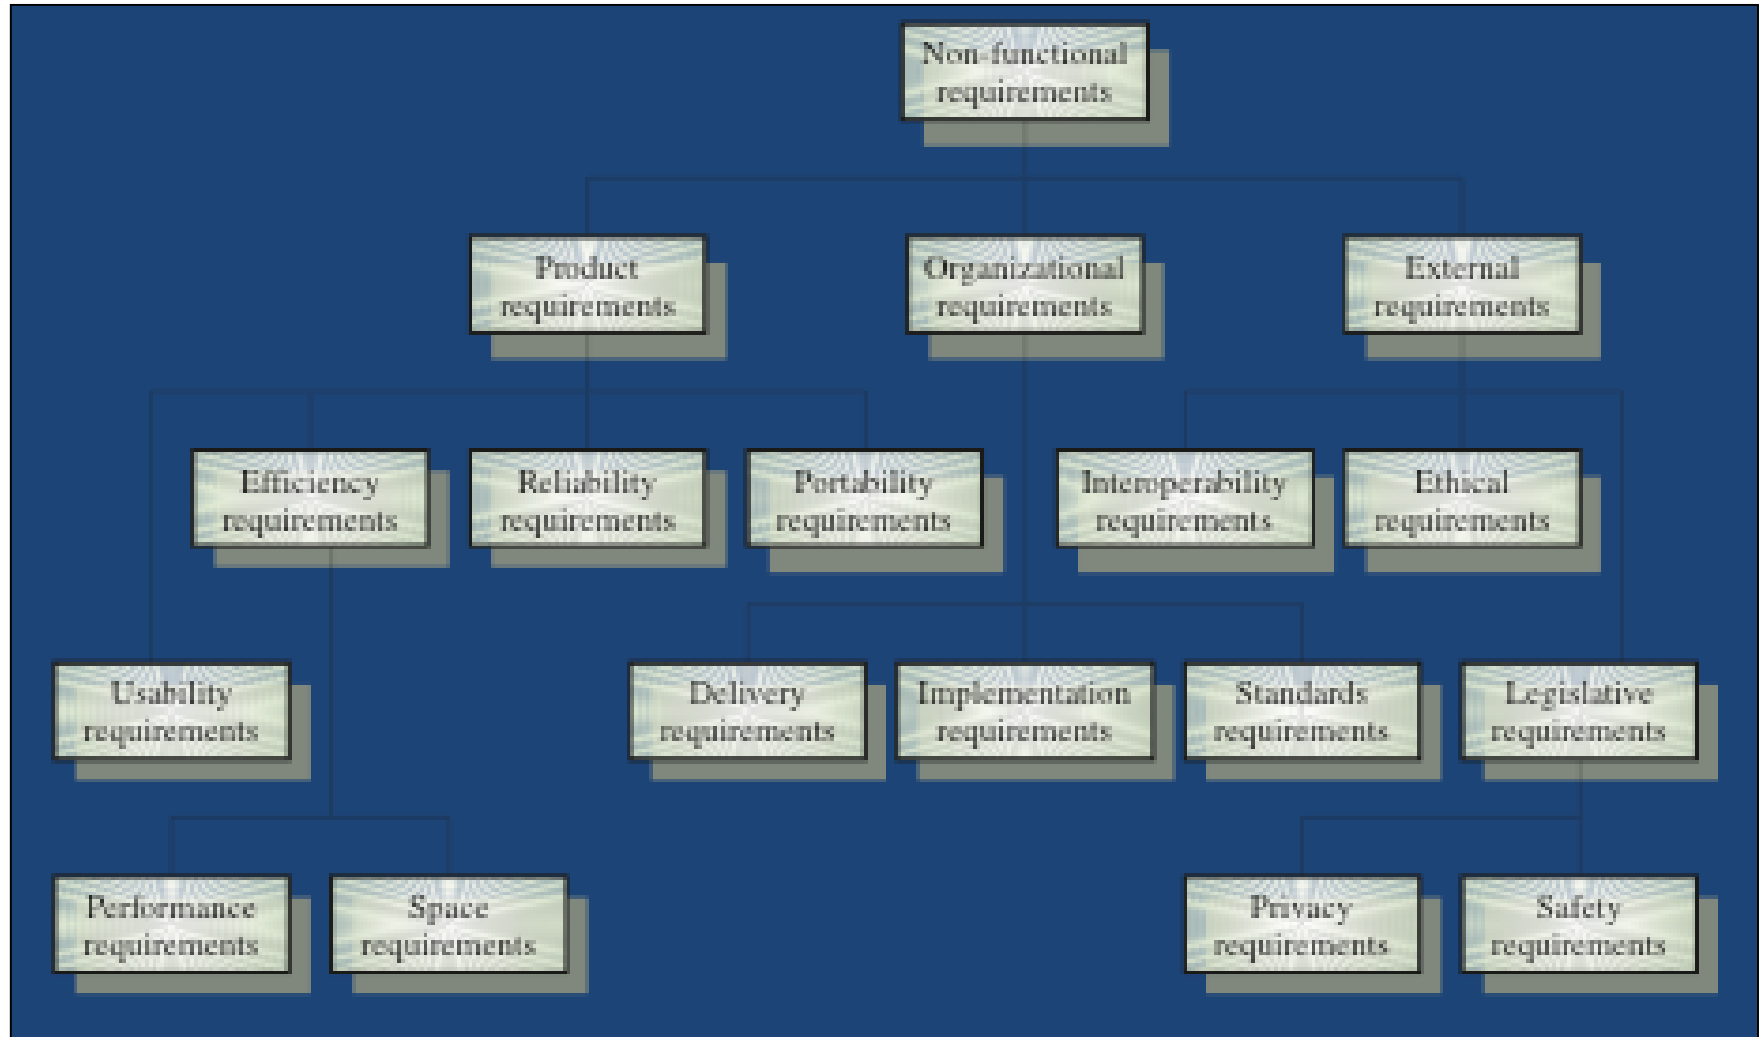 Non-functional
requirements
Product
requirements
Organizational
requirements
External
requirements
Efficiency
requirements
Reliability
requirements
Portability
requirements
Interoperability
requirements
Ethical
requirements
Usability
requirements
Delivery
requirements
Implementation
requirements
Standards
requirements
Legislative
requirements
Performance
requirements
Space
requirements
Privacy
requirements
Safety
requirements